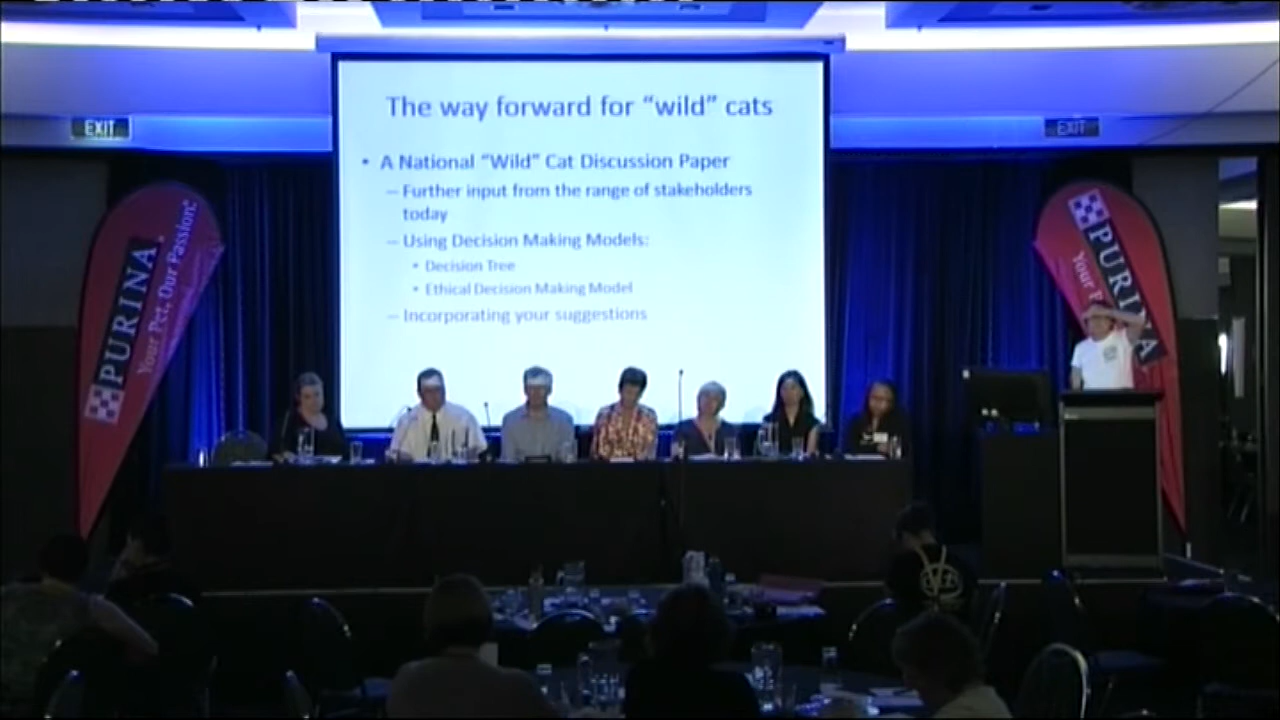 EXIT
EXIT
The way forward for “wild” cats
• A National “Wild” Cat Discussion Paper
– Further input from the range of stakeholders
today
– Using Decision Making Models:
• Decision Tree
• Ethical Decision Making Model
– Incorporating your suggestions
PURINA
Your Pet. Our Passion.
PURINA
Your P